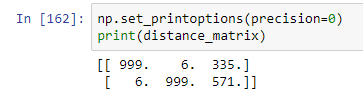 In [162]: np.set_printoptions(precision=0)
print(distance_matrix)
[[ 999.    6.  335.]
 [   6.  999.  571.]]